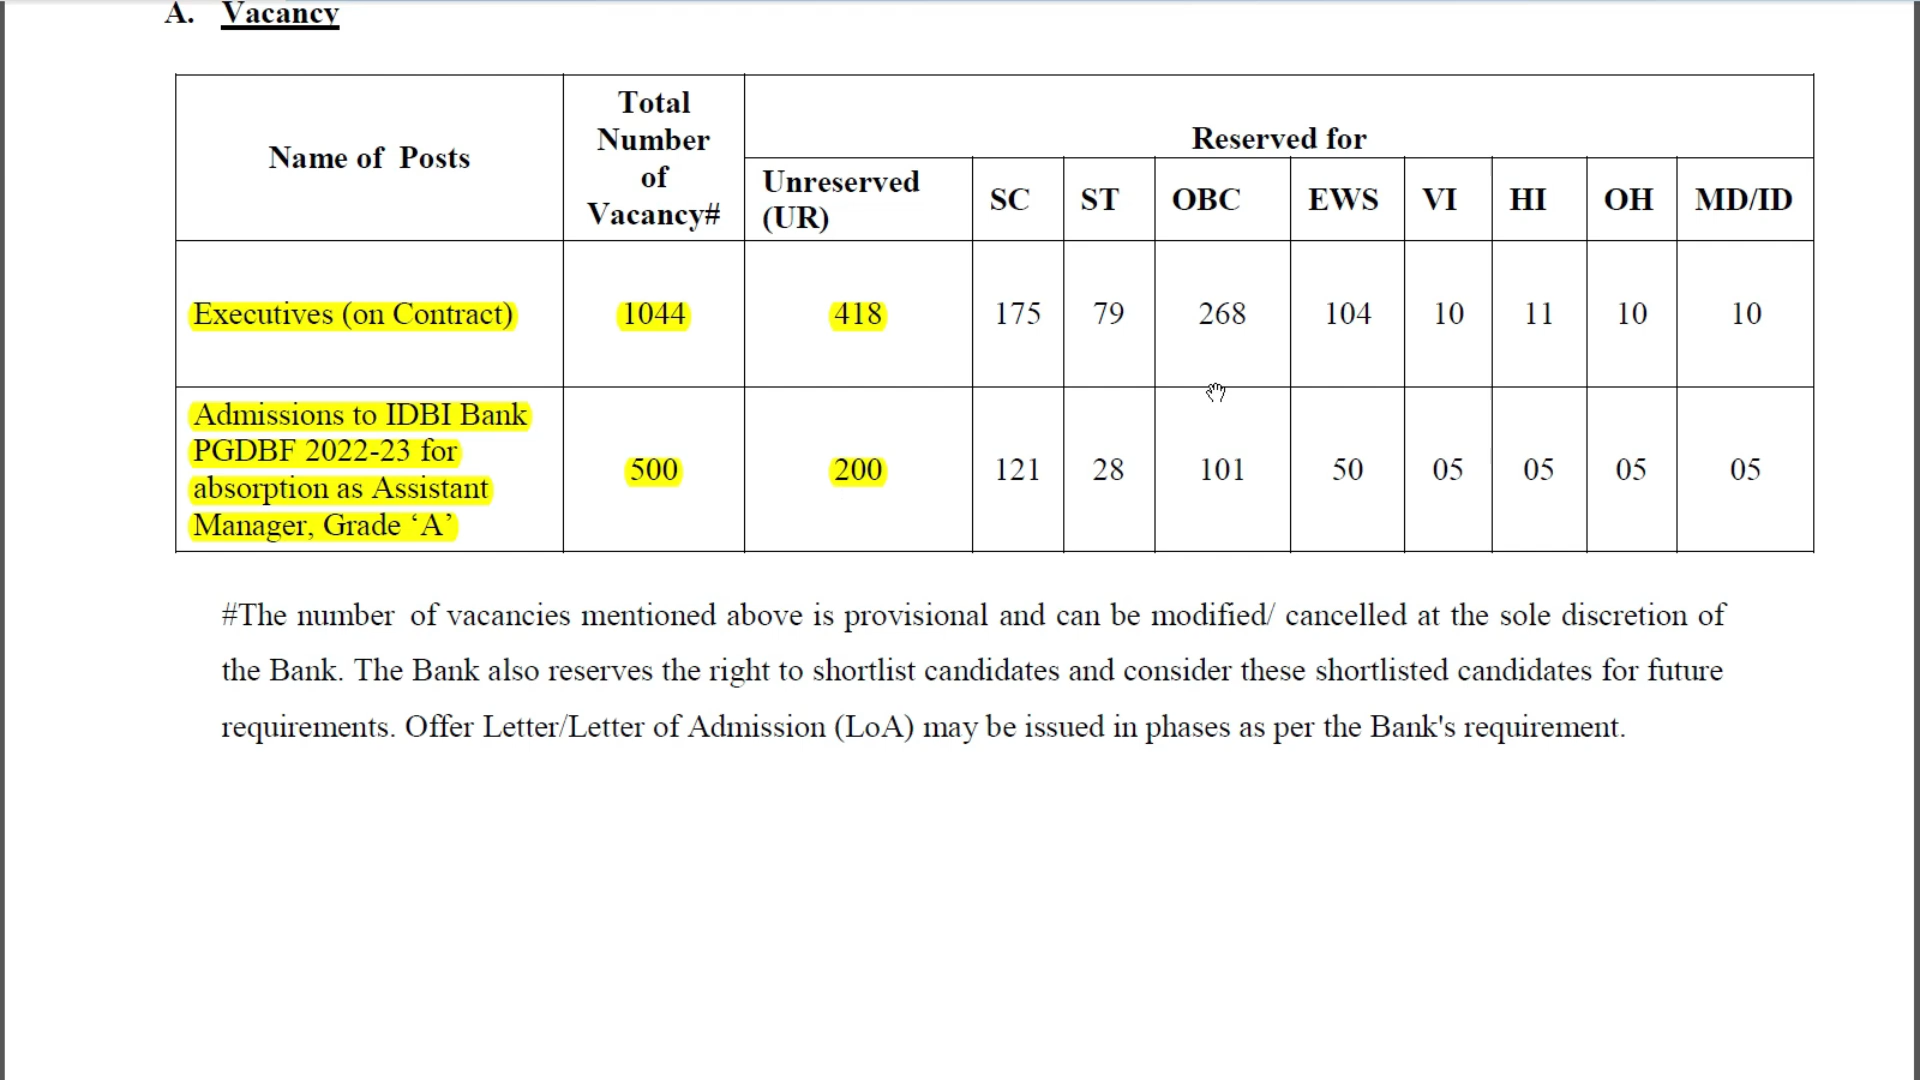 A. Vacancy
Name of Posts
Total
Number
of
Vacancy#
Reserved for
Unreserved
(UR)
SC ST OBC EWS VI HI OH MD/ID
Executives (on Contract) 1044 418 175 79 268 104 10 11 10 10
Admissions to IDBI Bank
PGDBF 2022-23 for
absorption as Assistant
Manager, Grade ‘A’
500 200 121 28 101 50 05 05 05 05
#The number of vacancies mentioned above is provisional and can be modified/ cancelled at the sole discretion of
the Bank. The Bank also reserves the right to shortlist candidates and consider these shortlisted candidates for future
requirements. Offer Letter/Letter of Admission (LoA) may be issued in phases as per the Bank's requirement.